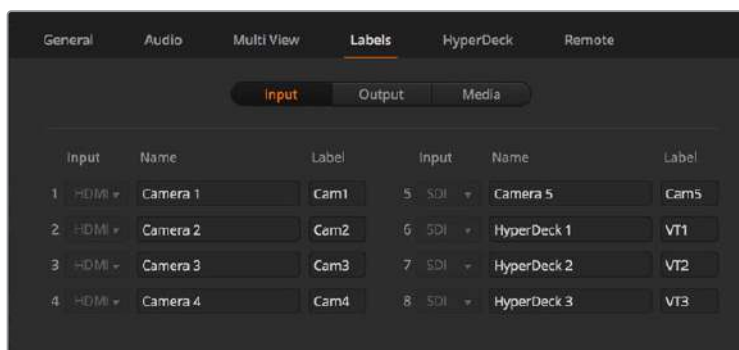 General Audio Multi View Labels HyperDeck Remote
Input Output Media
Input Name Label Input Name Label
1 HDMI Camera 1 Cam1 5 SDI Camera 5 Cam5
2 HDMI Camera 2 Cam2 6 SDI HyperDeck 1 VT1
3 HDMI Camera 3 Cam3 7 SDI HyperDeck 2 VT2
4 HDMI Camera 4 Cam4 8 SDI HyperDeck 3 VT3